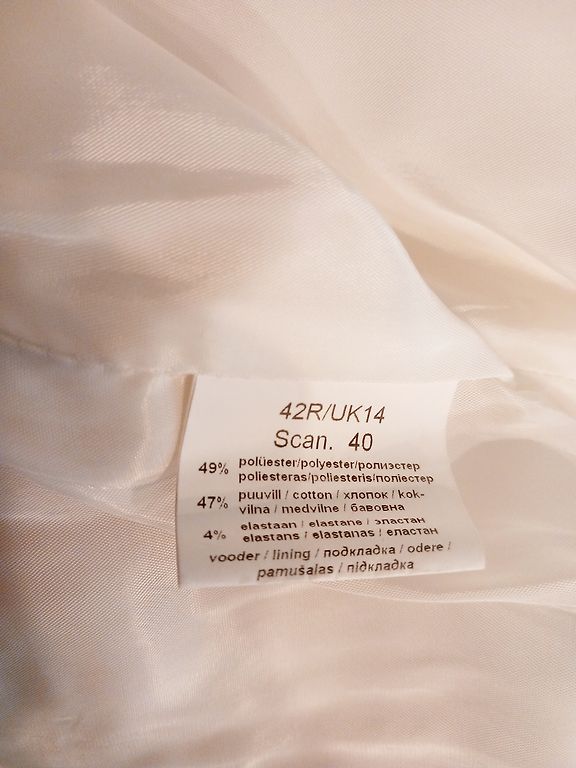 42R/UK14
Scan. 40
49% polüester/polyester/полиэстер
poliesteras/poliesteris/поліестер
47% puuvill / cotton / хлопок / kok-
vilna / medvilne / бавовна
4% elastaan / elastane / эластан
elastans / elastanas / еластан
vooder / lining / подкладка / odere /
pamušalas / підкладка